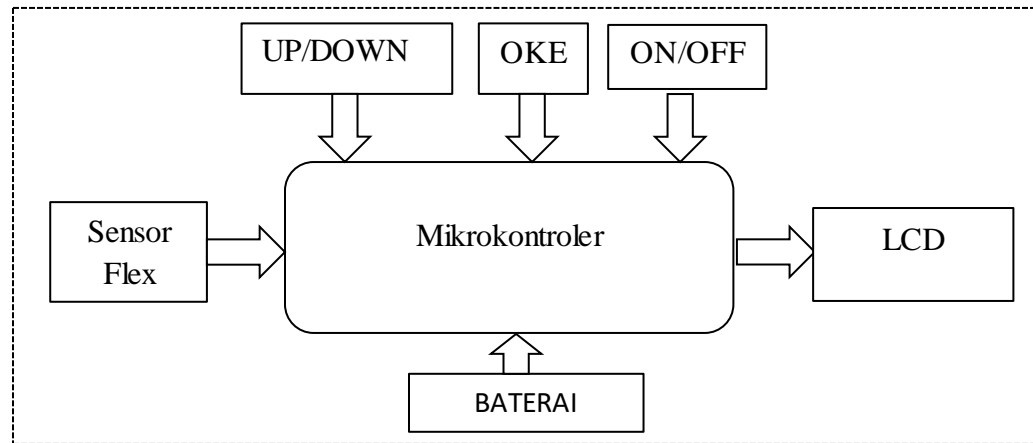 UP/DOWN
OKE
ON/OFF
Sensor
Flex
Mikrokontroler
LCD
BATERAI